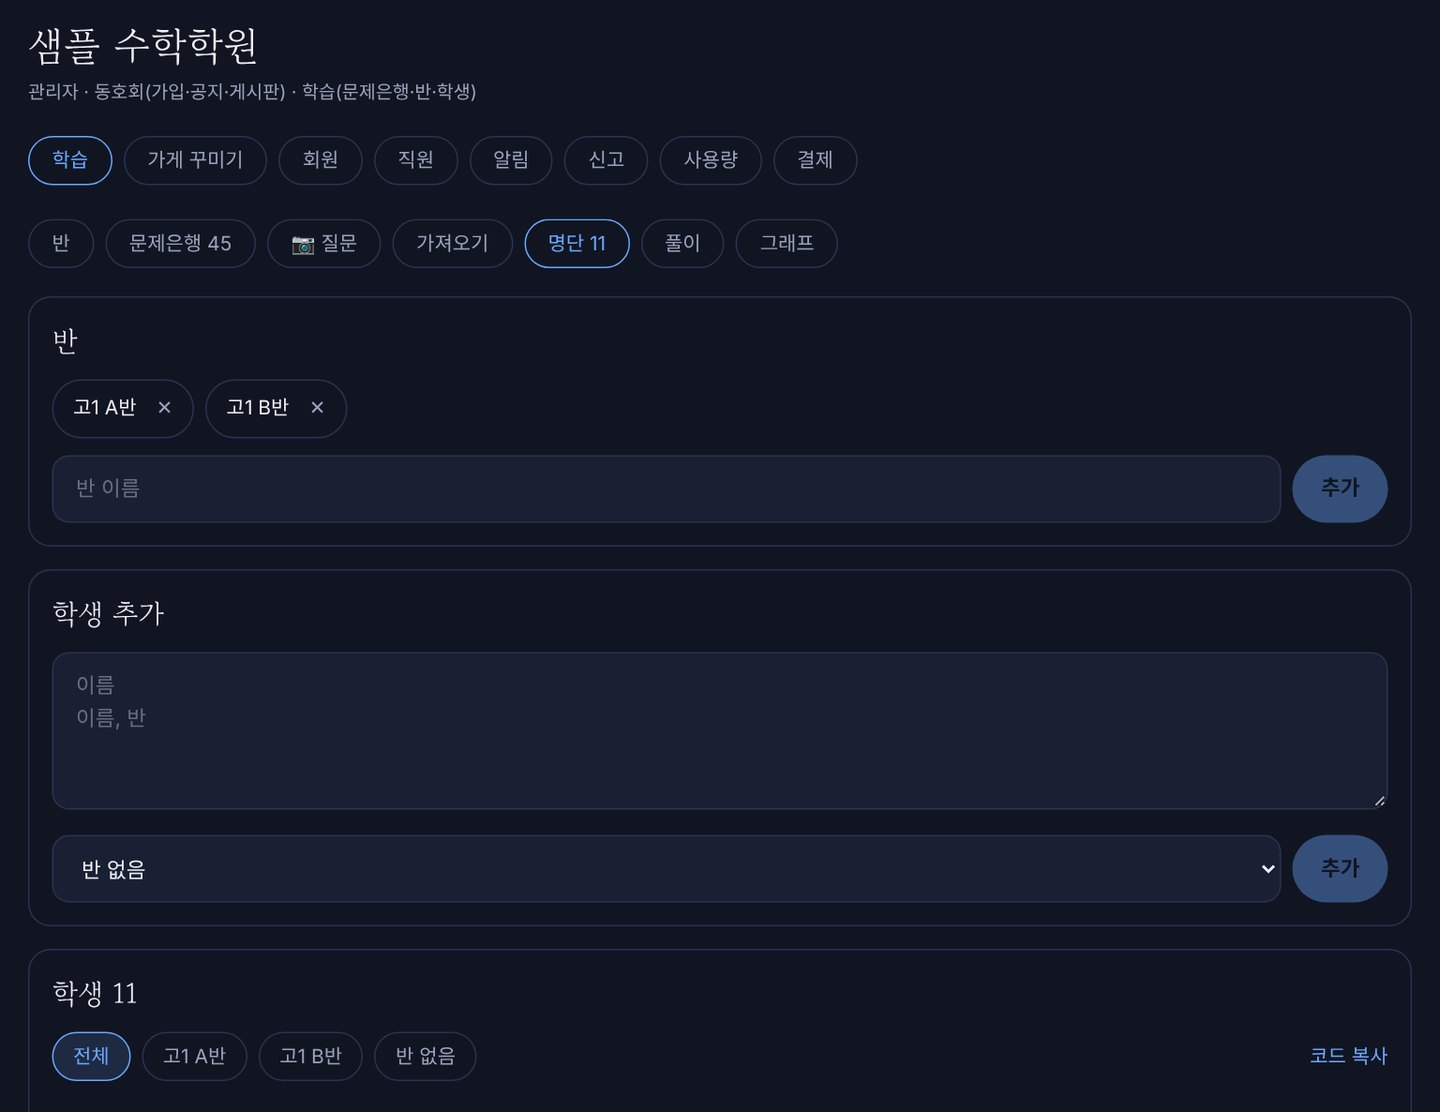 샘플 수학학원
관리자 · 동호회(가입·공지·게시판) · 학습(문제은행·반·학생)
학습 가게 꾸미기 회원 직원 알림 신고 사용량 결제
반 문제은행 45 📷 질문 가져오기 명단 11 풀이 그래프
반
고1 A반 ✕ 고1 B반 ✕
반 이름 추가
학생 추가
이름
이름, 반
반 없음 추가
학생 11
전체 고1 A반 고1 B반 반 없음 코드 복사